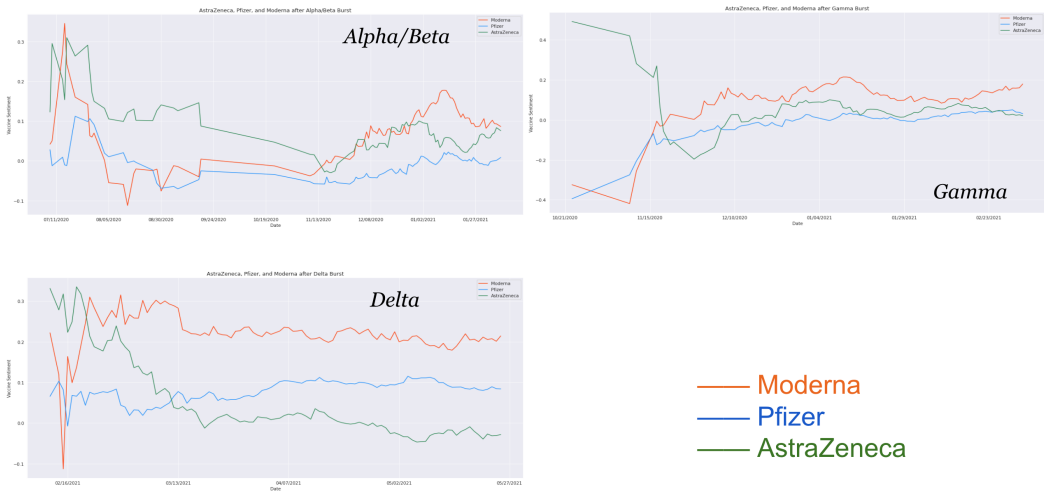 AstraZeneca, Pfizer, and Moderna after Alpha/Beta Burst
Alpha/Beta
Moderna
Pfizer
AstraZeneca
Vaccine Sentiment
0.3
0.2
0.1
0.0
−0.1
07/11/2020 08/05/2020 08/30/2020 09/24/2020 10/19/2020 11/13/2020 12/08/2020 01/02/2021 01/27/2021
Date
AstraZeneca, Pfizer, and Moderna after Gamma Burst
Moderna
Pfizer
AstraZeneca
Vaccine Sentiment
0.4
0.2
0.0
−0.2
−0.4
Gamma
10/21/2020 11/15/2020 12/10/2020 01/04/2021 01/29/2021 02/23/2021
Date
AstraZeneca, Pfizer, and Moderna after Delta Burst
Delta
Moderna
Pfizer
AstraZeneca
Vaccine Sentiment
0.3
0.2
0.1
0.0
−0.1
02/16/2021 03/13/2021 04/07/2021 05/02/2021 05/27/2021
Date
Moderna
Pfizer
AstraZeneca